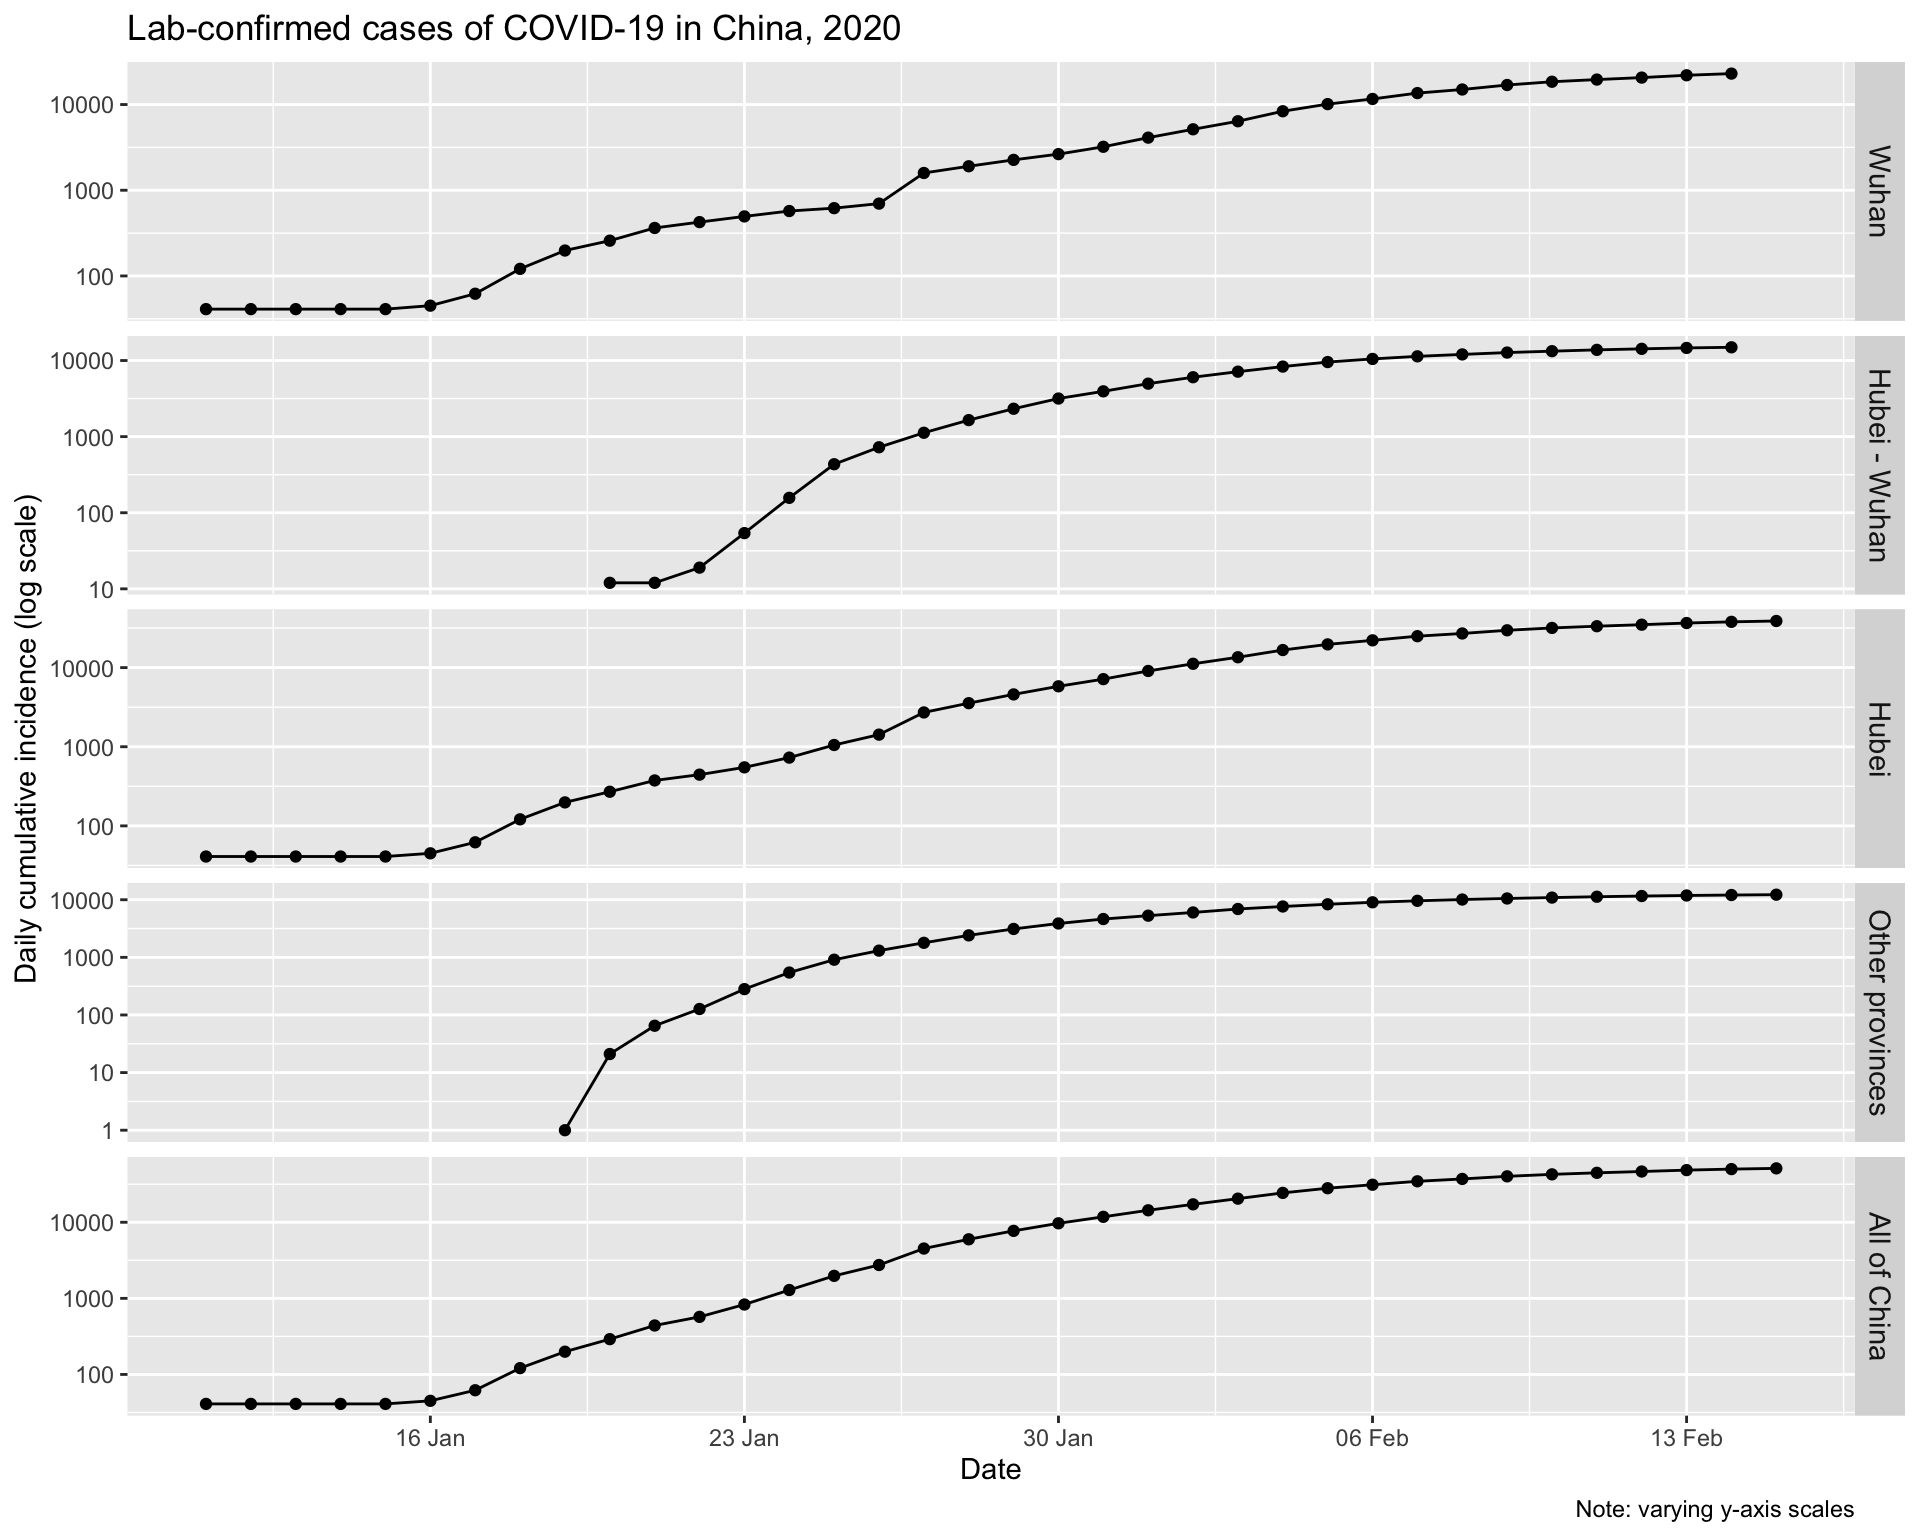 Lab-confirmed cases of COVID-19 in China, 2020
Daily cumulative incidence (log scale)
10000
1000
100
Wuhan
10000
1000
100
10
Hubei - Wuhan
10000
1000
100
Hubei
10000
1000
100
10
1
Other provinces
10000
1000
100
All of China
16 Jan
23 Jan
30 Jan
06 Feb
13 Feb
Date
Note: varying y-axis scales